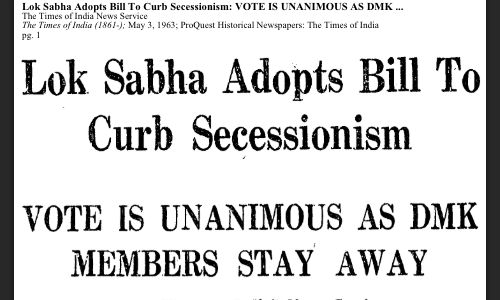 Lok Sabha Adopts Bill To Curb Secessionism: VOTE IS UNANIMOUS AS DMK ...
The Times of India News Service
The Times of India (1861-); May 3, 1963; ProQuest Historical Newspapers: The Times of India
pg. 1
Lok Sabha Adopts Bill To
Curb Secessionism
VOTE IS UNANIMOUS AS DMK
MEMBERS STAY AWAY